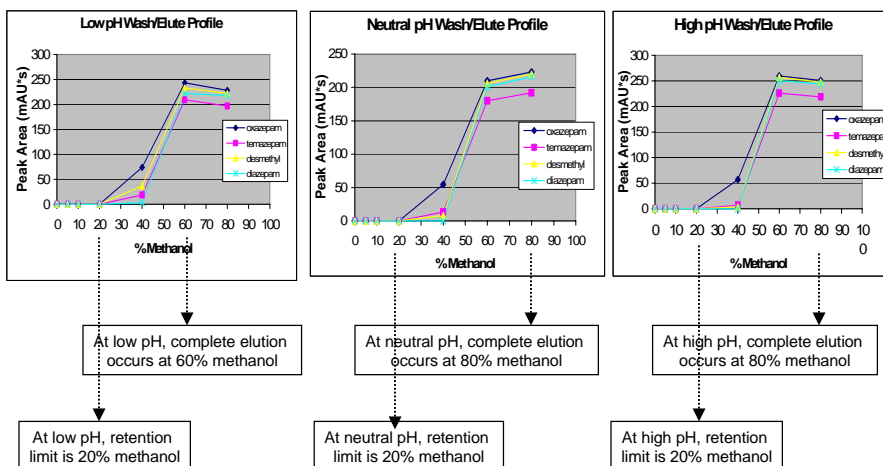 Low pH Wash/Elute Profile
Peak Area (mAU*s)
300
250
200
150
100
50
0
0 10 20 30 40 50 60 70 80 90 100
%Methanol
oxazepam
temazepam
desmethyl
diazepam
Neutral pH Wash/Elute Profile
Peak Area (mAU*s)
250
200
150
100
50
0
0 10 20 30 40 50 60 70 80 90 100
%Methanol
oxazepam
temazepam
desmethyl
diazepam
High pH Wash/Elute Profile
Peak Area (mAU*s)
300
250
200
150
100
50
0
0 10 20 30 40 50 60 70 80 90 10
0
%Methanol
oxazepam
temazepam
desmethyl
diazepam
At low pH, complete elution
occurs at 60% methanol
At neutral pH, complete elution
occurs at 80% methanol
At high pH, complete elution
occurs at 80% methanol
At low pH, retention
limit is 20% methanol
At neutral pH, retention
limit is 20% methanol
At high pH, retention
limit is 20% methanol